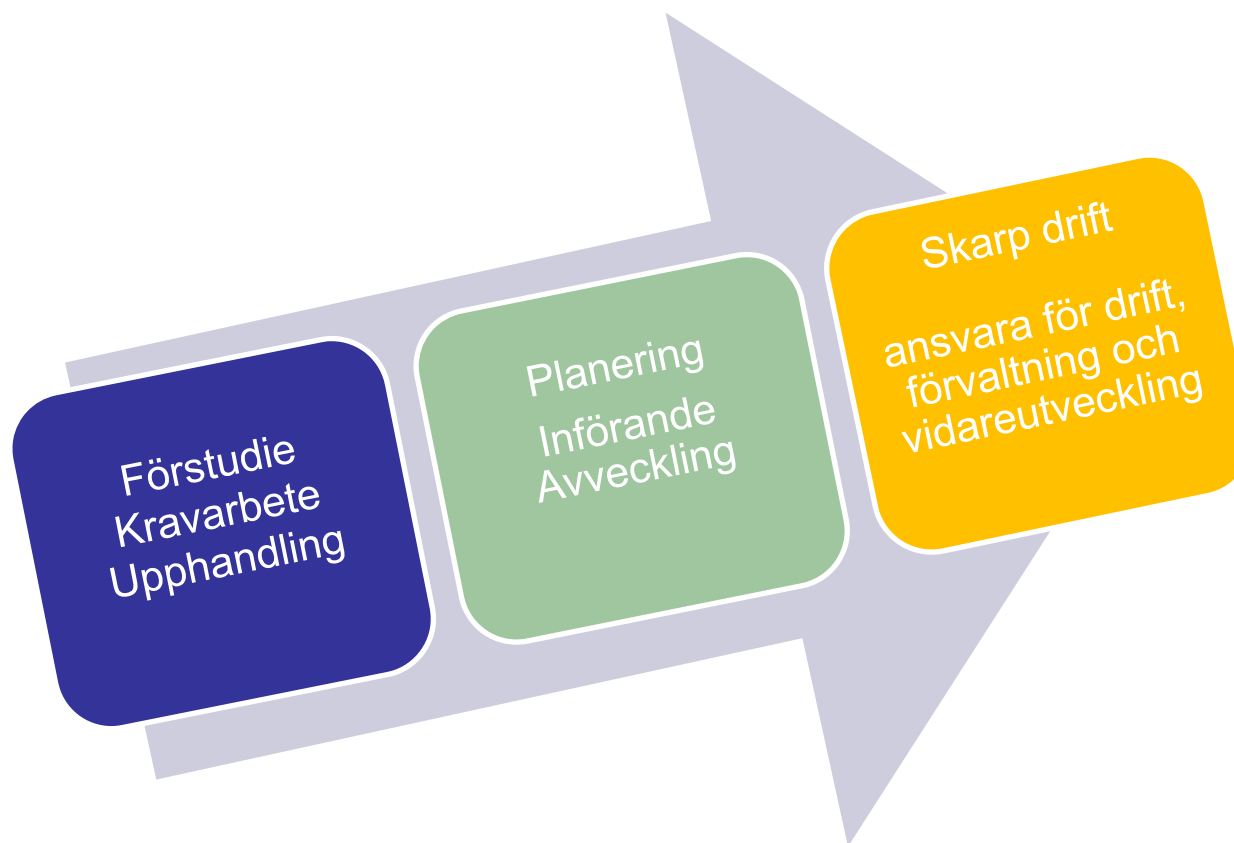 Förstudie
Kravarbete
Upphandling
Planering
Införande
Avveckling
Skarp drift
ansvara för drift,
förvaltning och
vidareutveckling